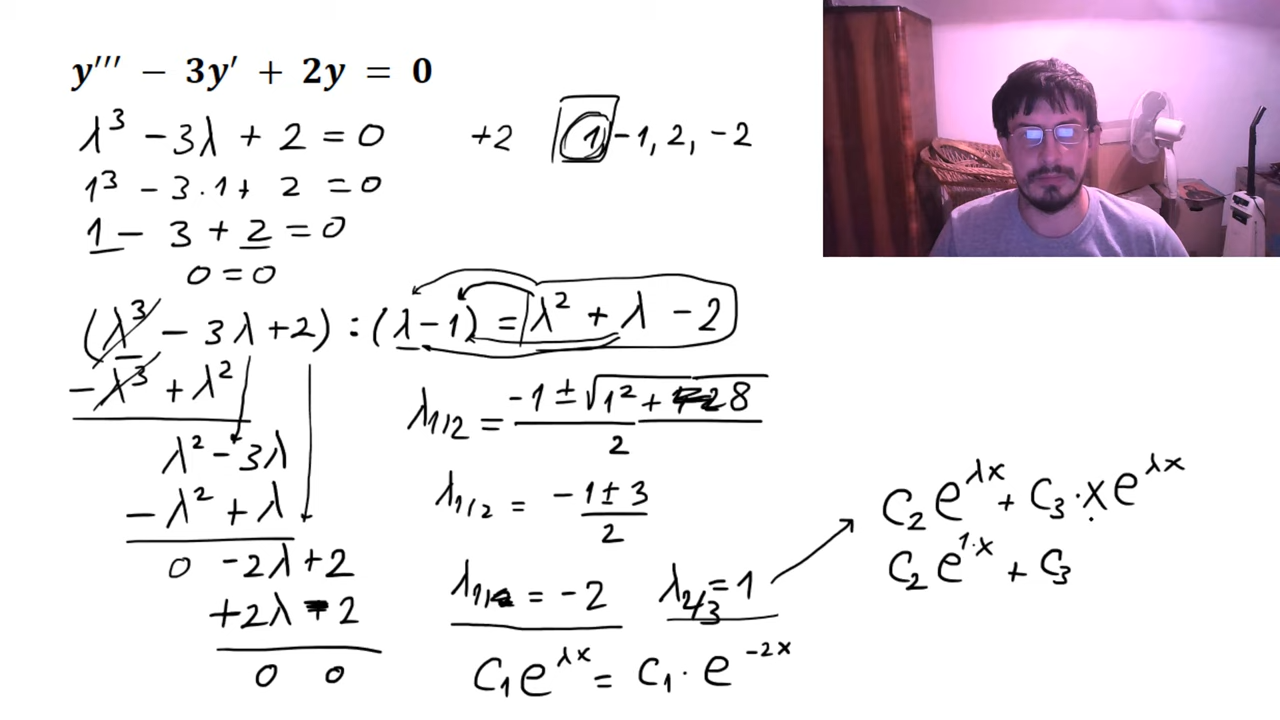 y''' − 3y' + 2y = 0
λ³ − 3λ + 2 = 0
+2 1, −1, 2, −2
1³ − 3·1 + 2 = 0
1 − 3 + 2 = 0
0 = 0
(λ³ − 3λ + 2) : (λ − 1) = λ² + λ − 2
−λ³ + λ²
λ² − 3λ
−λ² + λ
0 −2λ + 2
+2λ − 2
0 0
λ1/2 = (−1 ± √(1² + 8))/2
λ1/2 = (−1 ± 3)/2
λ1 = −2
λ2/3 = 1
C₁e^λx = C₁·e^−2x
C₂e^λx + C₃·xe^λx
C₂e^1·x + C₃